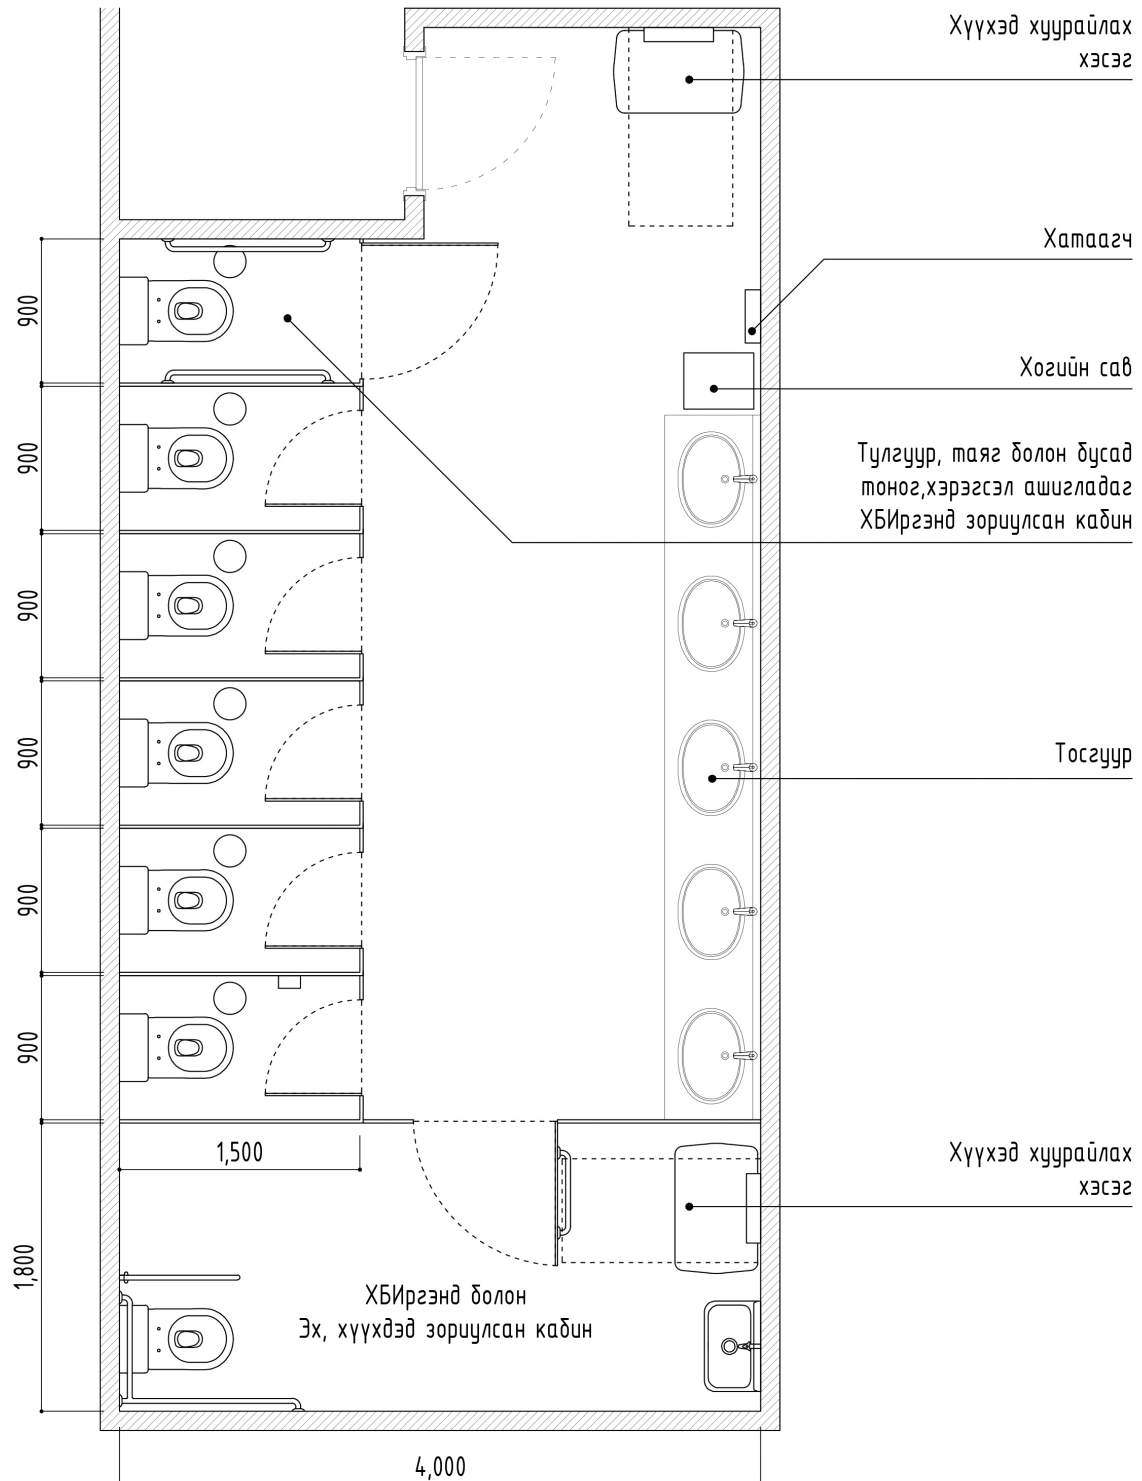 Хүүхэд хуурайлах
хэсэг
Хатаагч
Хогийн сав
Тулгуур, таяг болон бусад
тоног,хэрэгсэл ашигладаг
ХБИргэнд зориулсан кабин
Тосгуур
Хүүхэд хуурайлах
хэсэг
900
900
900
900
900
900
1,500
1,800
ХБИргэнд болон
Эх, хүүхдэд зориулсан кабин
4,000